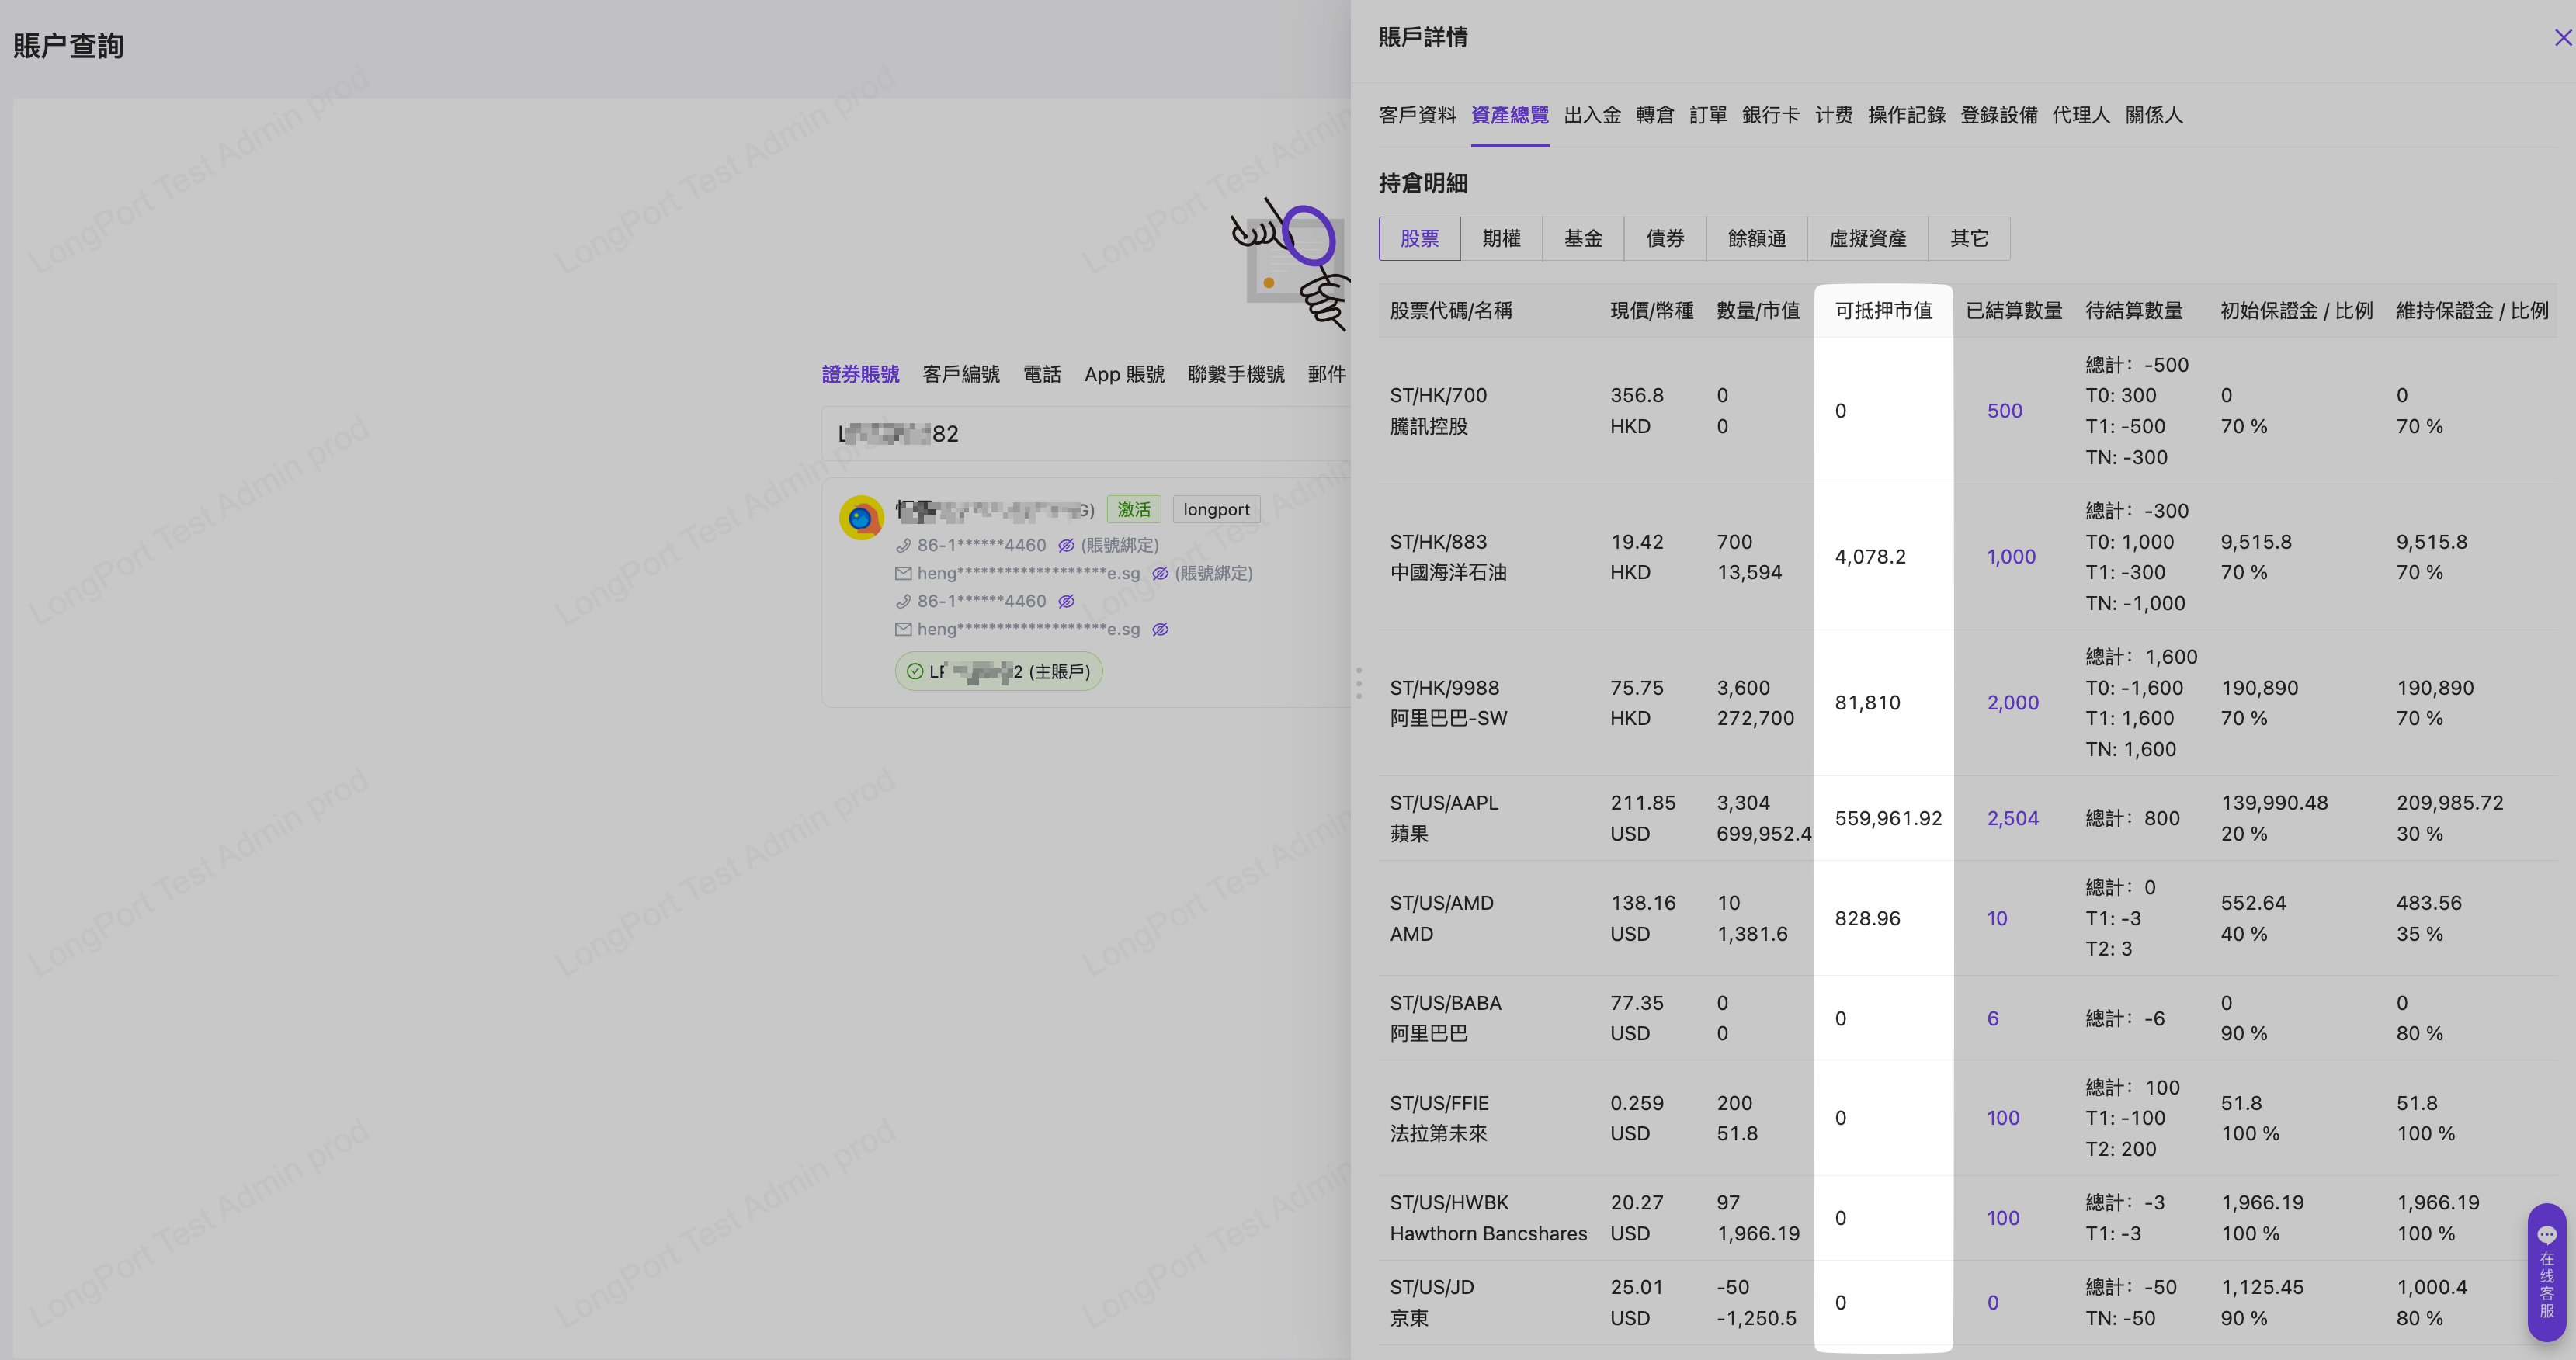 賬户查詢
LongPort Test Admin prod
證券賬號 客戶編號 電話 App 賬號 聯繫手機號 郵件
82
激活 longport
86-1******4460 (賬號綁定)
heng*******************e.sg (賬號綁定)
86-1******4460
heng*******************e.sg
2 (主賬戶)
賬戶詳情
客戶資料 資產總覽 出入金 轉倉 訂單 銀行卡 计费 操作記錄 登錄設備 代理人 關係人
持倉明細
股票 期權 基金 債券 餘額通 虛擬資產 其它
股票代碼/名稱 現價/幣種 數量/市值 可抵押市值 已結算數量 待結算數量 初始保證金 / 比例 維持保證金 / 比例
總計： -500
ST/HK/700 356.8 0 T0: 300 0 0
0 500
騰訊控股 HKD 0 T1: -500 70 % 70 %
TN: -300
總計： -300
ST/HK/883 19.42 700 T0: 1,000 9,515.8 9,515.8
4,078.2 1,000
中國海洋石油 HKD 13,594 T1: -300 70 % 70 %
TN: -1,000
總計： 1,600
ST/HK/9988 75.75 3,600 T0: -1,600 190,890 190,890
81,810 2,000
阿里巴巴-SW HKD 272,700 T1: 1,600 70 % 70 %
TN: 1,600
ST/US/AAPL 211.85 3,304 139,990.48 209,985.72
559,961.92 2,504 總計： 800
蘋果 USD 699,952.4 20 % 30 %
總計： 0
ST/US/AMD 138.16 10 552.64 483.56
828.96 10 T1: -3
AMD USD 1,381.6 40 % 35 %
T2: 3
ST/US/BABA 77.35 0 0 0
0 6 總計： -6
阿里巴巴 USD 0 90 % 80 %
總計： 100
ST/US/FFIE 0.259 200 51.8 51.8
0 100 T1: -100
法拉第未來 USD 51.8 100 % 100 %
T2: 200
ST/US/HWBK 20.27 97 總計： -3 1,966.19 1,966.19
0 100
Hawthorn Bancshares USD 1,966.19 T1: -3 100 % 100 %
ST/US/JD 25.01 -50 總計： -50 1,125.45 1,000.4
0 0
京東 USD -1,250.5 TN: -50 90 % 80 %
在线客服